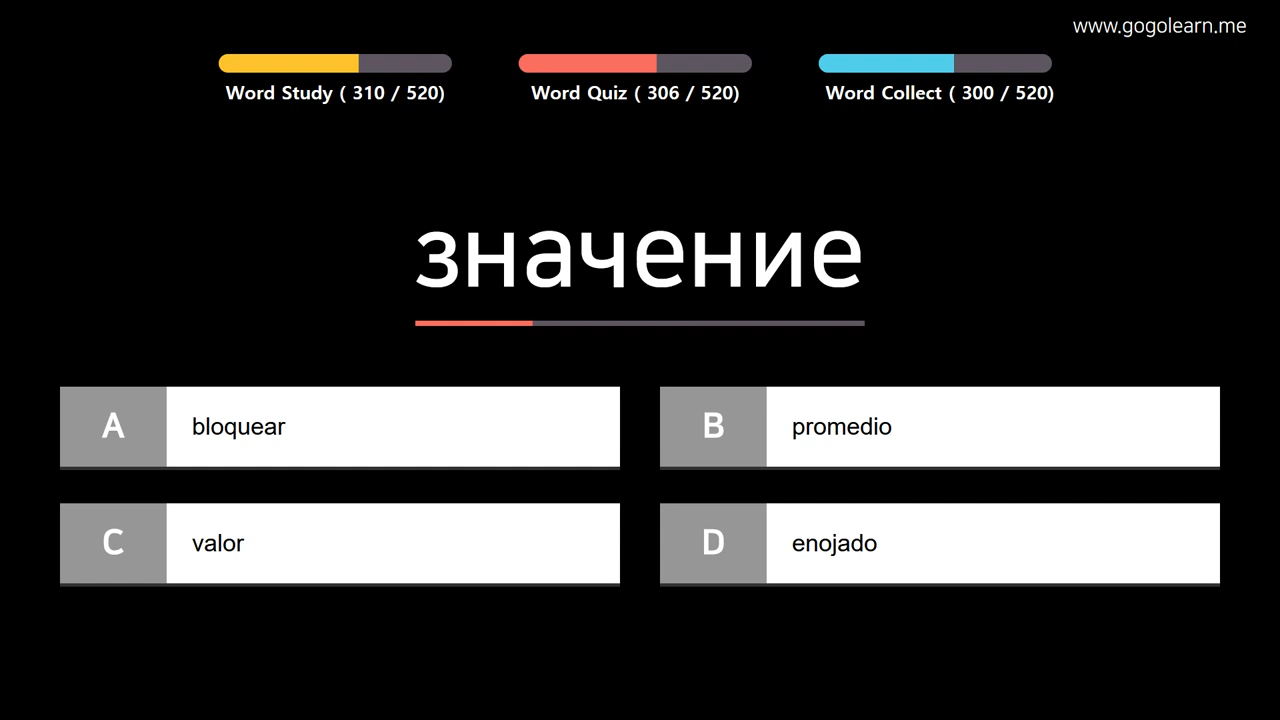 www.gogolearn.me
Word Study ( 310 / 520)
Word Quiz ( 306 / 520)
Word Collect ( 300 / 520)
значение
A bloquear
B promedio
C valor
D enojado